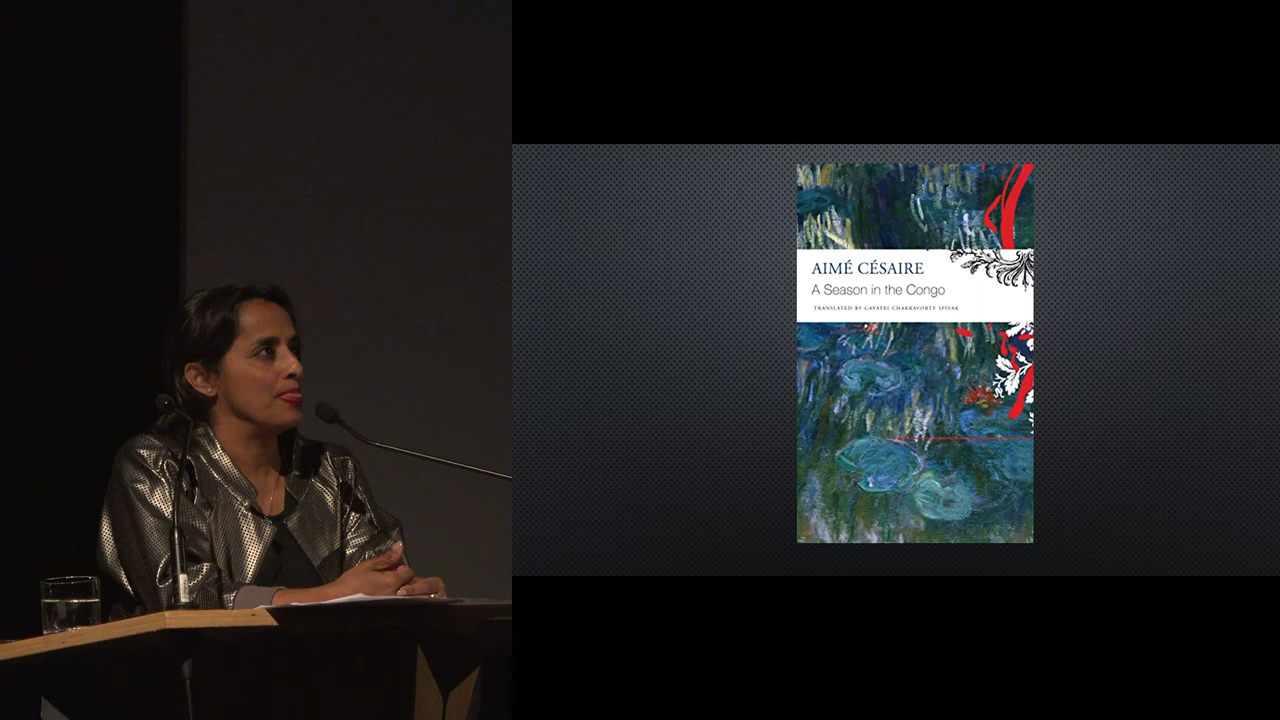 AIMÉ CÉSAIRE
A Season in the Congo
TRANSLATED BY GAYATRI CHAKRAVORTY SPIVAK